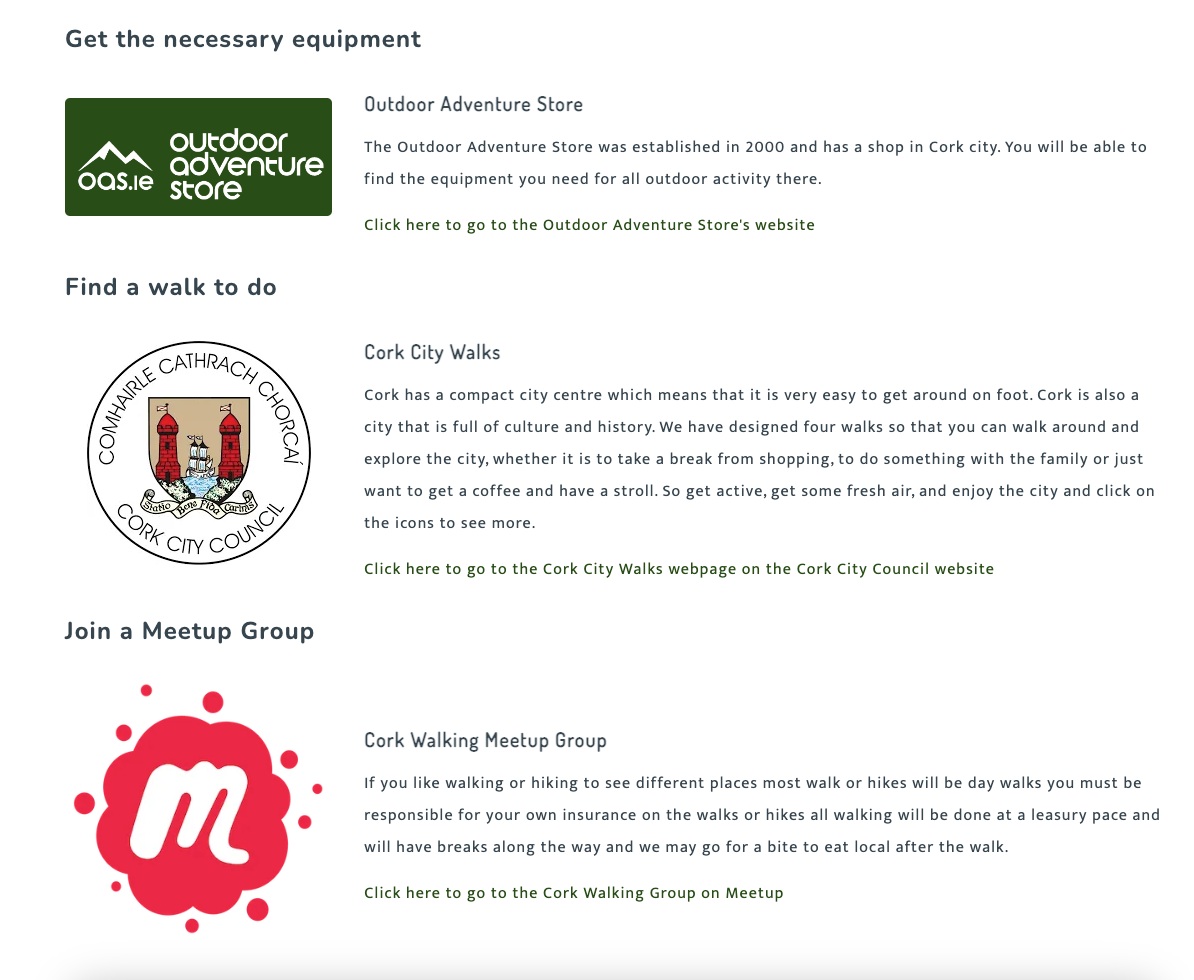 Get the necessary equipment
oas.ie
outdoor
adventure
store
Outdoor Adventure Store
The Outdoor Adventure Store was established in 2000 and has a shop in Cork city. You will be able to
find the equipment you need for all outdoor activity there.
Click here to go to the Outdoor Adventure Store's website
Find a walk to do
COMHAIRLE CATHRACH CHORCAÍ
Statio Bene Fida Carinis
CORK CITY COUNCIL
Cork City Walks
Cork has a compact city centre which means that it is very easy to get around on foot. Cork is also a
city that is full of culture and history. We have designed four walks so that you can walk around and
explore the city, whether it is to take a break from shopping, to do something with the family or just
want to get a coffee and have a stroll. So get active, get some fresh air, and enjoy the city and click on
the icons to see more.
Click here to go to the Cork City Walks webpage on the Cork City Council website
Join a Meetup Group
m
Cork Walking Meetup Group
If you like walking or hiking to see different places most walk or hikes will be day walks you must be
responsible for your own insurance on the walks or hikes all walking will be done at a leasury pace and
will have breaks along the way and we may go for a bite to eat local after the walk.
Click here to go to the Cork Walking Group on Meetup